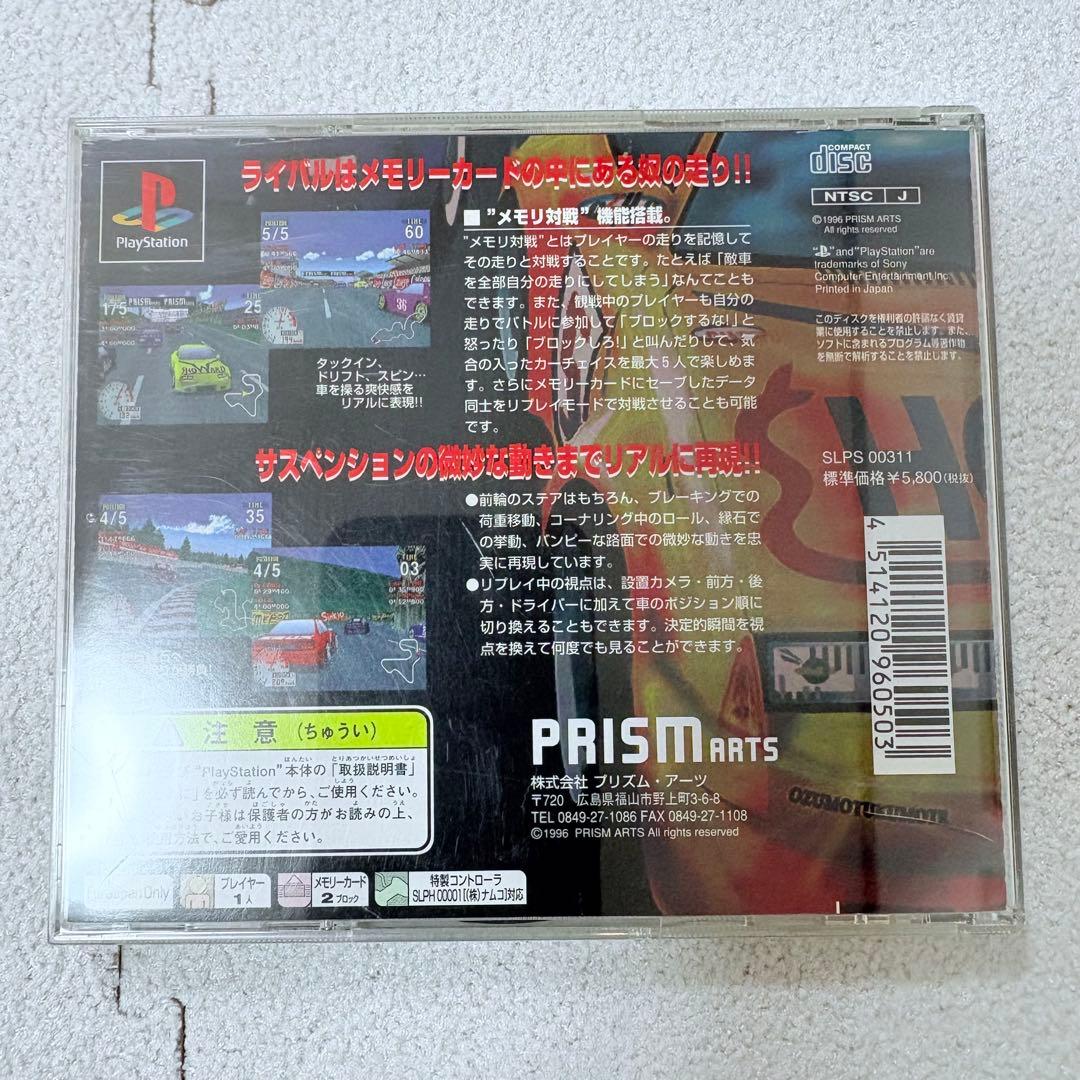 ライバルはメモリーカードの中にある奴の走り!!
PlayStation
■ ”メモリ対戦” 機能搭載。
”メモリ対戦”とはプレイヤーの走りを記憶して
その走りと対戦することです。たとえば「敵車
を全部自分の走りにしてしまう」なんてことも
できます。また、観戦中のプレイヤーも自分の
走りでバトルに参加して「ブロックするな!」と
怒ったり「ブロックしろ!」と叫んだりして、気
合の入ったカーチェイスを最大5人で楽しめま
す。さらにメモリーカードにセーブしたデータ
同士をリプレイモードで対戦させることも可能
です。
5/5
TIME
60
36
194
PRISM
PRISM
1/5
25
132
タックイン、
ドリフト、スピン…
車を操る爽快感を
リアルに表現!!
COMPACT
disc
NTSC J
©1996 PRISM ARTS
All rights reserved
“ ”and“PlayStation”are
trademarks of Sony
Computer Entertainment Inc.
Printed in Japan
このディスクを権利者の許諾なく賃貸
業に使用することを禁止します。また、
ソフトに含まれるプログラム等著作物
を無断で解析することを禁止します。
SLPS 00311
標準価格¥5,800(税抜)
4 514120 960503
サスペンションの微妙な動きまでリアルに再現!!
●前輪のステアはもちろん、ブレーキングでの
荷重移動、コーナリング中のロール、縁石で
の挙動、バンピーな路面での微妙な動きを忠
実に再現しています。
●リプレイ中の視点は、設置カメラ・前方・後
方・ドライバーに加えて車のポジション順に
切り換えることもできます。決定的瞬間を視
点を換えて何度でも見ることができます。
4/5
TIME
35
4/5
TIME
03
209
注意(ちゅうい)
“PlayStation”本体の「取扱説明書」
を必ず読んでから、ご使用ください。
お子様は保護者の方がお読みの上、
方法で、ご愛用ください。
PRISM ARTS
株式会社 プリズム・アーツ
〒720 広島県福山市野上町3-6-8
TEL 0849-27-1086 FAX 0849-27-1108
©1996 PRISM ARTS All rights reserved
For Japan Only
プレイヤー
1人
メモリーカード
2ブロック
特製コントローラ
SLPH 00001[(株)ナムコ]対応